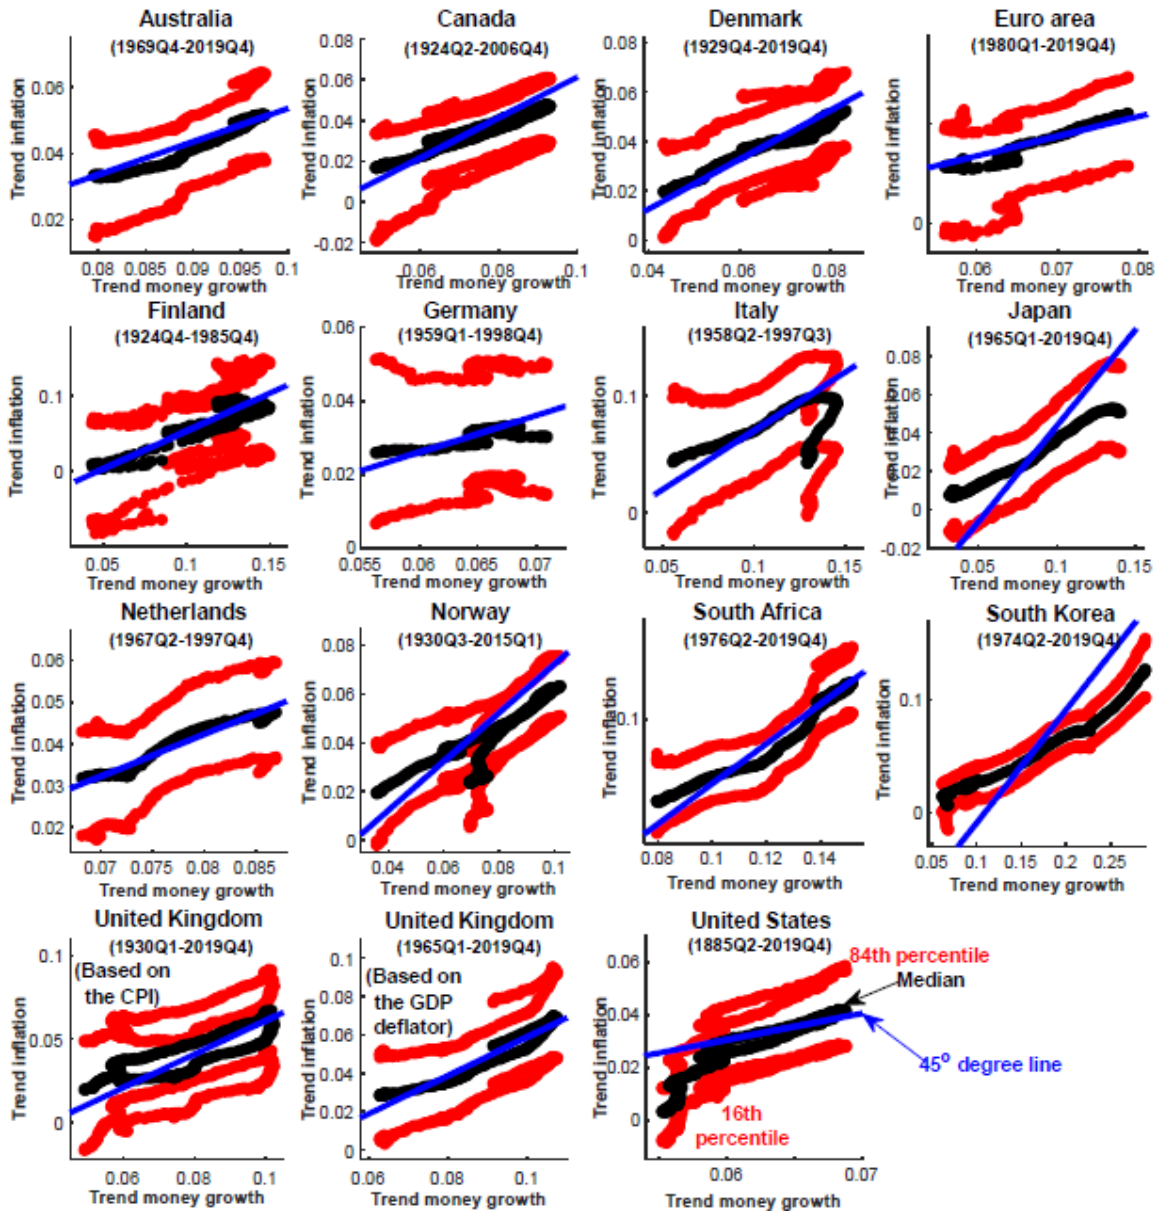 Australia
(1969Q4-2019Q4)
Trend inflation
0.06
0.04
0.02
0.08 0.085 0.09 0.095 0.1
Trend money growth
Canada
(1924Q2-2006Q4)
Trend inflation
0.08
0.06
0.04
0.02
0
-0.02
0.06 0.08 0.1
Trend money growth
Denmark
(1929Q4-2019Q4)
Trend inflation
0.08
0.06
0.04
0.02
0
0.04 0.06 0.08
Trend money growth
Euro area
(1980Q1-2019Q4)
Trend inflation
0
0.06 0.07 0.08
Trend money growth
Finland
(1924Q4-1985Q4)
Trend inflation
0.1
0
0.05 0.1 0.15
Trend money growth
Germany
(1959Q1-1998Q4)
Trend inflation
0.06
0.04
0.02
0
0.055 0.06 0.065 0.07
Trend money growth
Italy
(1958Q2-1997Q3)
Trend inflation
0.1
0
0.05 0.1 0.15
Trend money growth
Japan
(1965Q1-2019Q4)
Trend inflation
0.08
0.06
0.04
0.02
0
-0.02
0.05 0.1 0.15
Trend money growth
Netherlands
(1967Q2-1997Q4)
Trend inflation
0.06
0.05
0.04
0.03
0.02
0.07 0.075 0.08 0.085
Trend money growth
Norway
(1930Q3-2015Q1)
Trend inflation
0.08
0.06
0.04
0.02
0
0.04 0.06 0.08 0.1
Trend money growth
South Africa
(1976Q2-2019Q4)
Trend inflation
0.1
0.08 0.1 0.12 0.14
Trend money growth
South Korea
(1974Q2-2019Q4)
Trend inflation
0.1
0
0.05 0.1 0.15 0.2 0.25
Trend money growth
United Kingdom
(1930Q1-2019Q4)
(Based on
the CPI)
Trend inflation
0.1
0.05
0
0.06 0.08 0.1
Trend money growth
United Kingdom
(1965Q1-2019Q4)
(Based on
the GDP
deflator)
Trend inflation
0.1
0.08
0.06
0.04
0.02
0
0.06 0.08 0.1
Trend money growth
United States
(1885Q2-2019Q4)
84th percentile
Median
45o degree line
16th
percentile
Trend inflation
0.06
0.04
0.02
0
0.06 0.07
Trend money growth